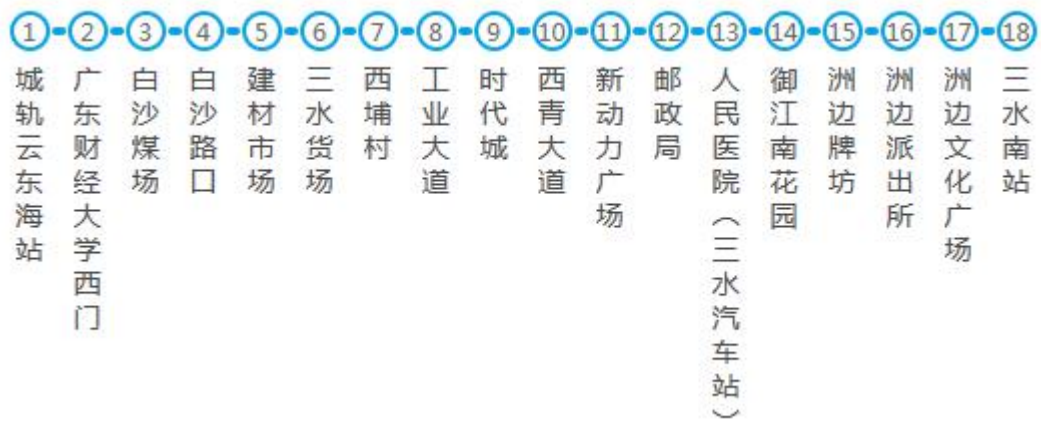 1
城轨云东海站
2
广东财经大学西门
3
白沙煤场
4
白沙路口
5
建材市场
6
三水货场
7
西埔村
8
工业大道
9
时代城
10
西青大道
11
新动力广场
12
邮政局
13
人民医院（三水汽车站）
14
御江南花园
15
洲边牌坊
16
洲边派出所
17
洲边文化广场
18
三水南站